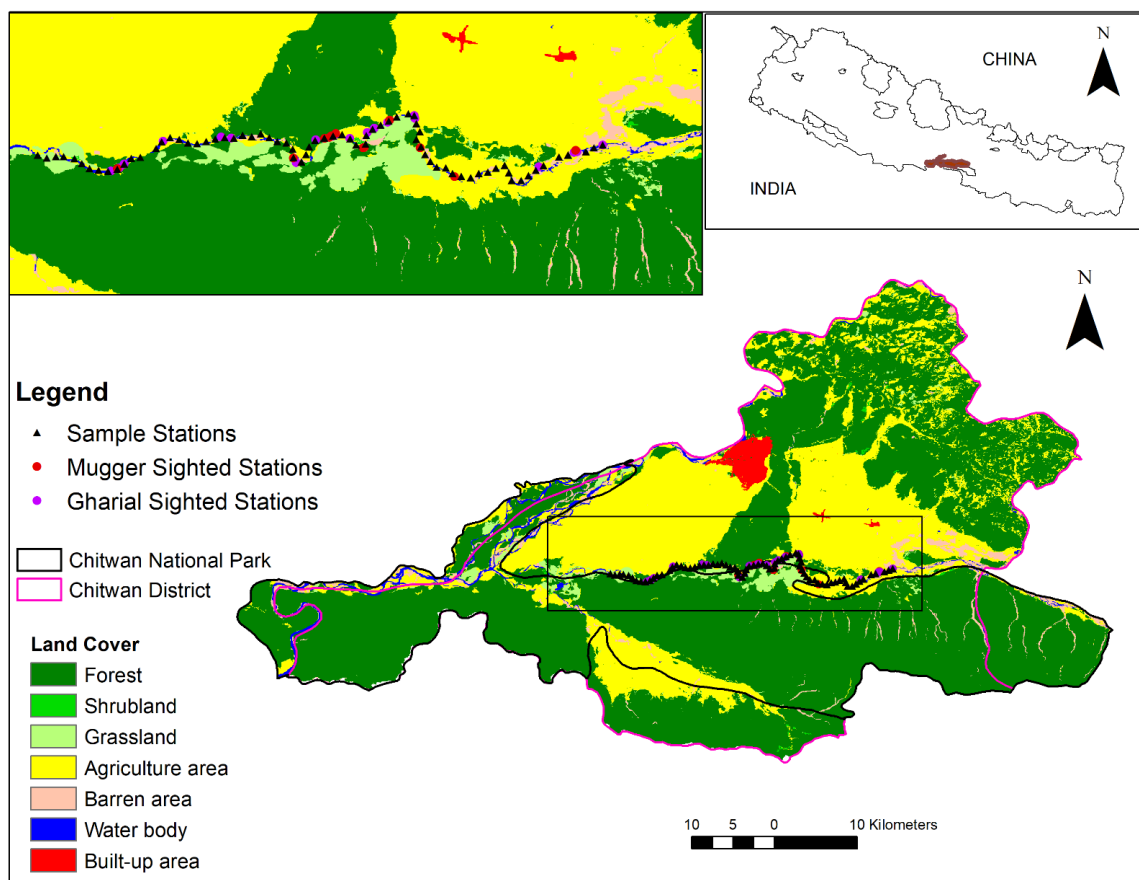 N
CHINA
INDIA
N
Legend
Sample Stations
Mugger Sighted Stations
Gharial Sighted Stations
Chitwan National Park
Chitwan District
Land Cover
Forest
Shrubland
Grassland
Agriculture area
Barren area
Water body
Built-up area
10 5 0 10 Kilometers